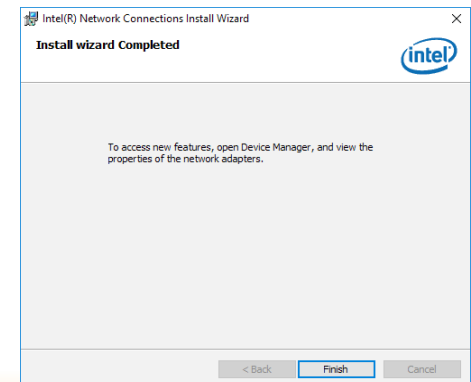 Intel(R) Network Connections Install Wizard
Install wizard Completed
intel
To access new features, open Device Manager, and view the
properties of the network adapters.
< Back
Finish
Cancel